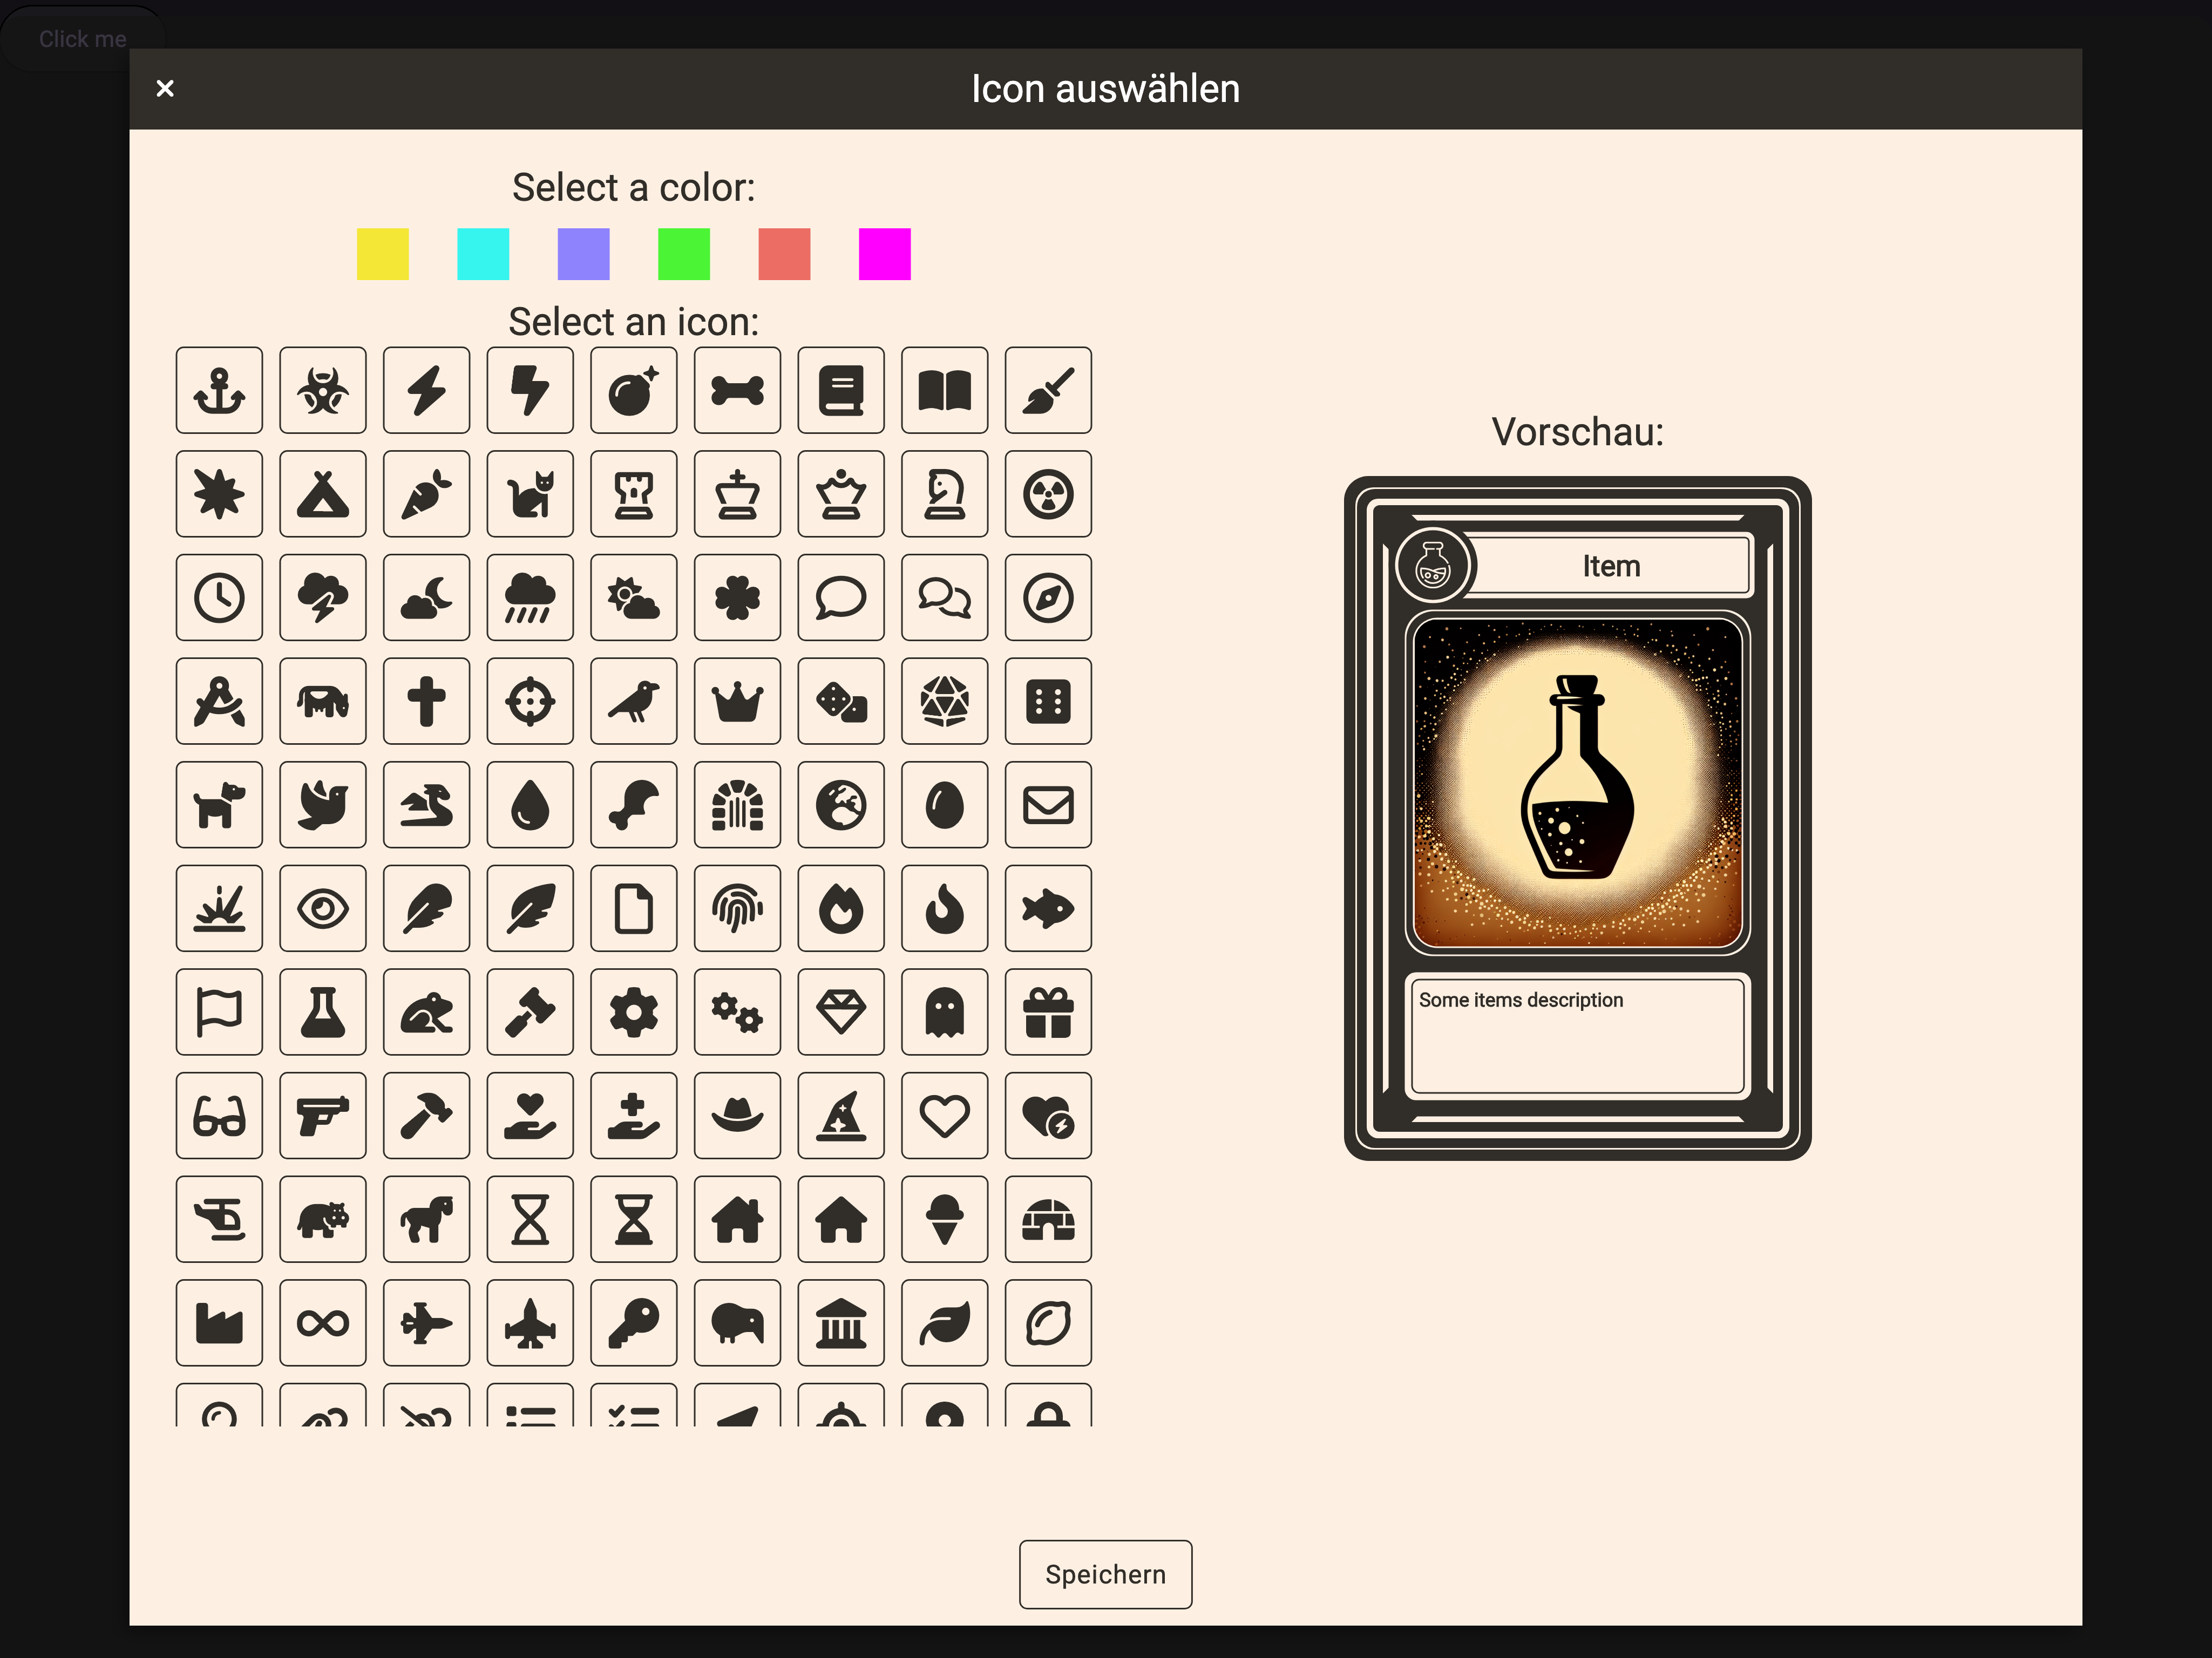 Click me
Icon auswählen
Select a color:
Select an icon:
Vorschau:
Item
Some items description
Speichern